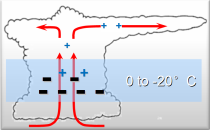 + +
+
+ +
- -
- - - -
0 to -20° C